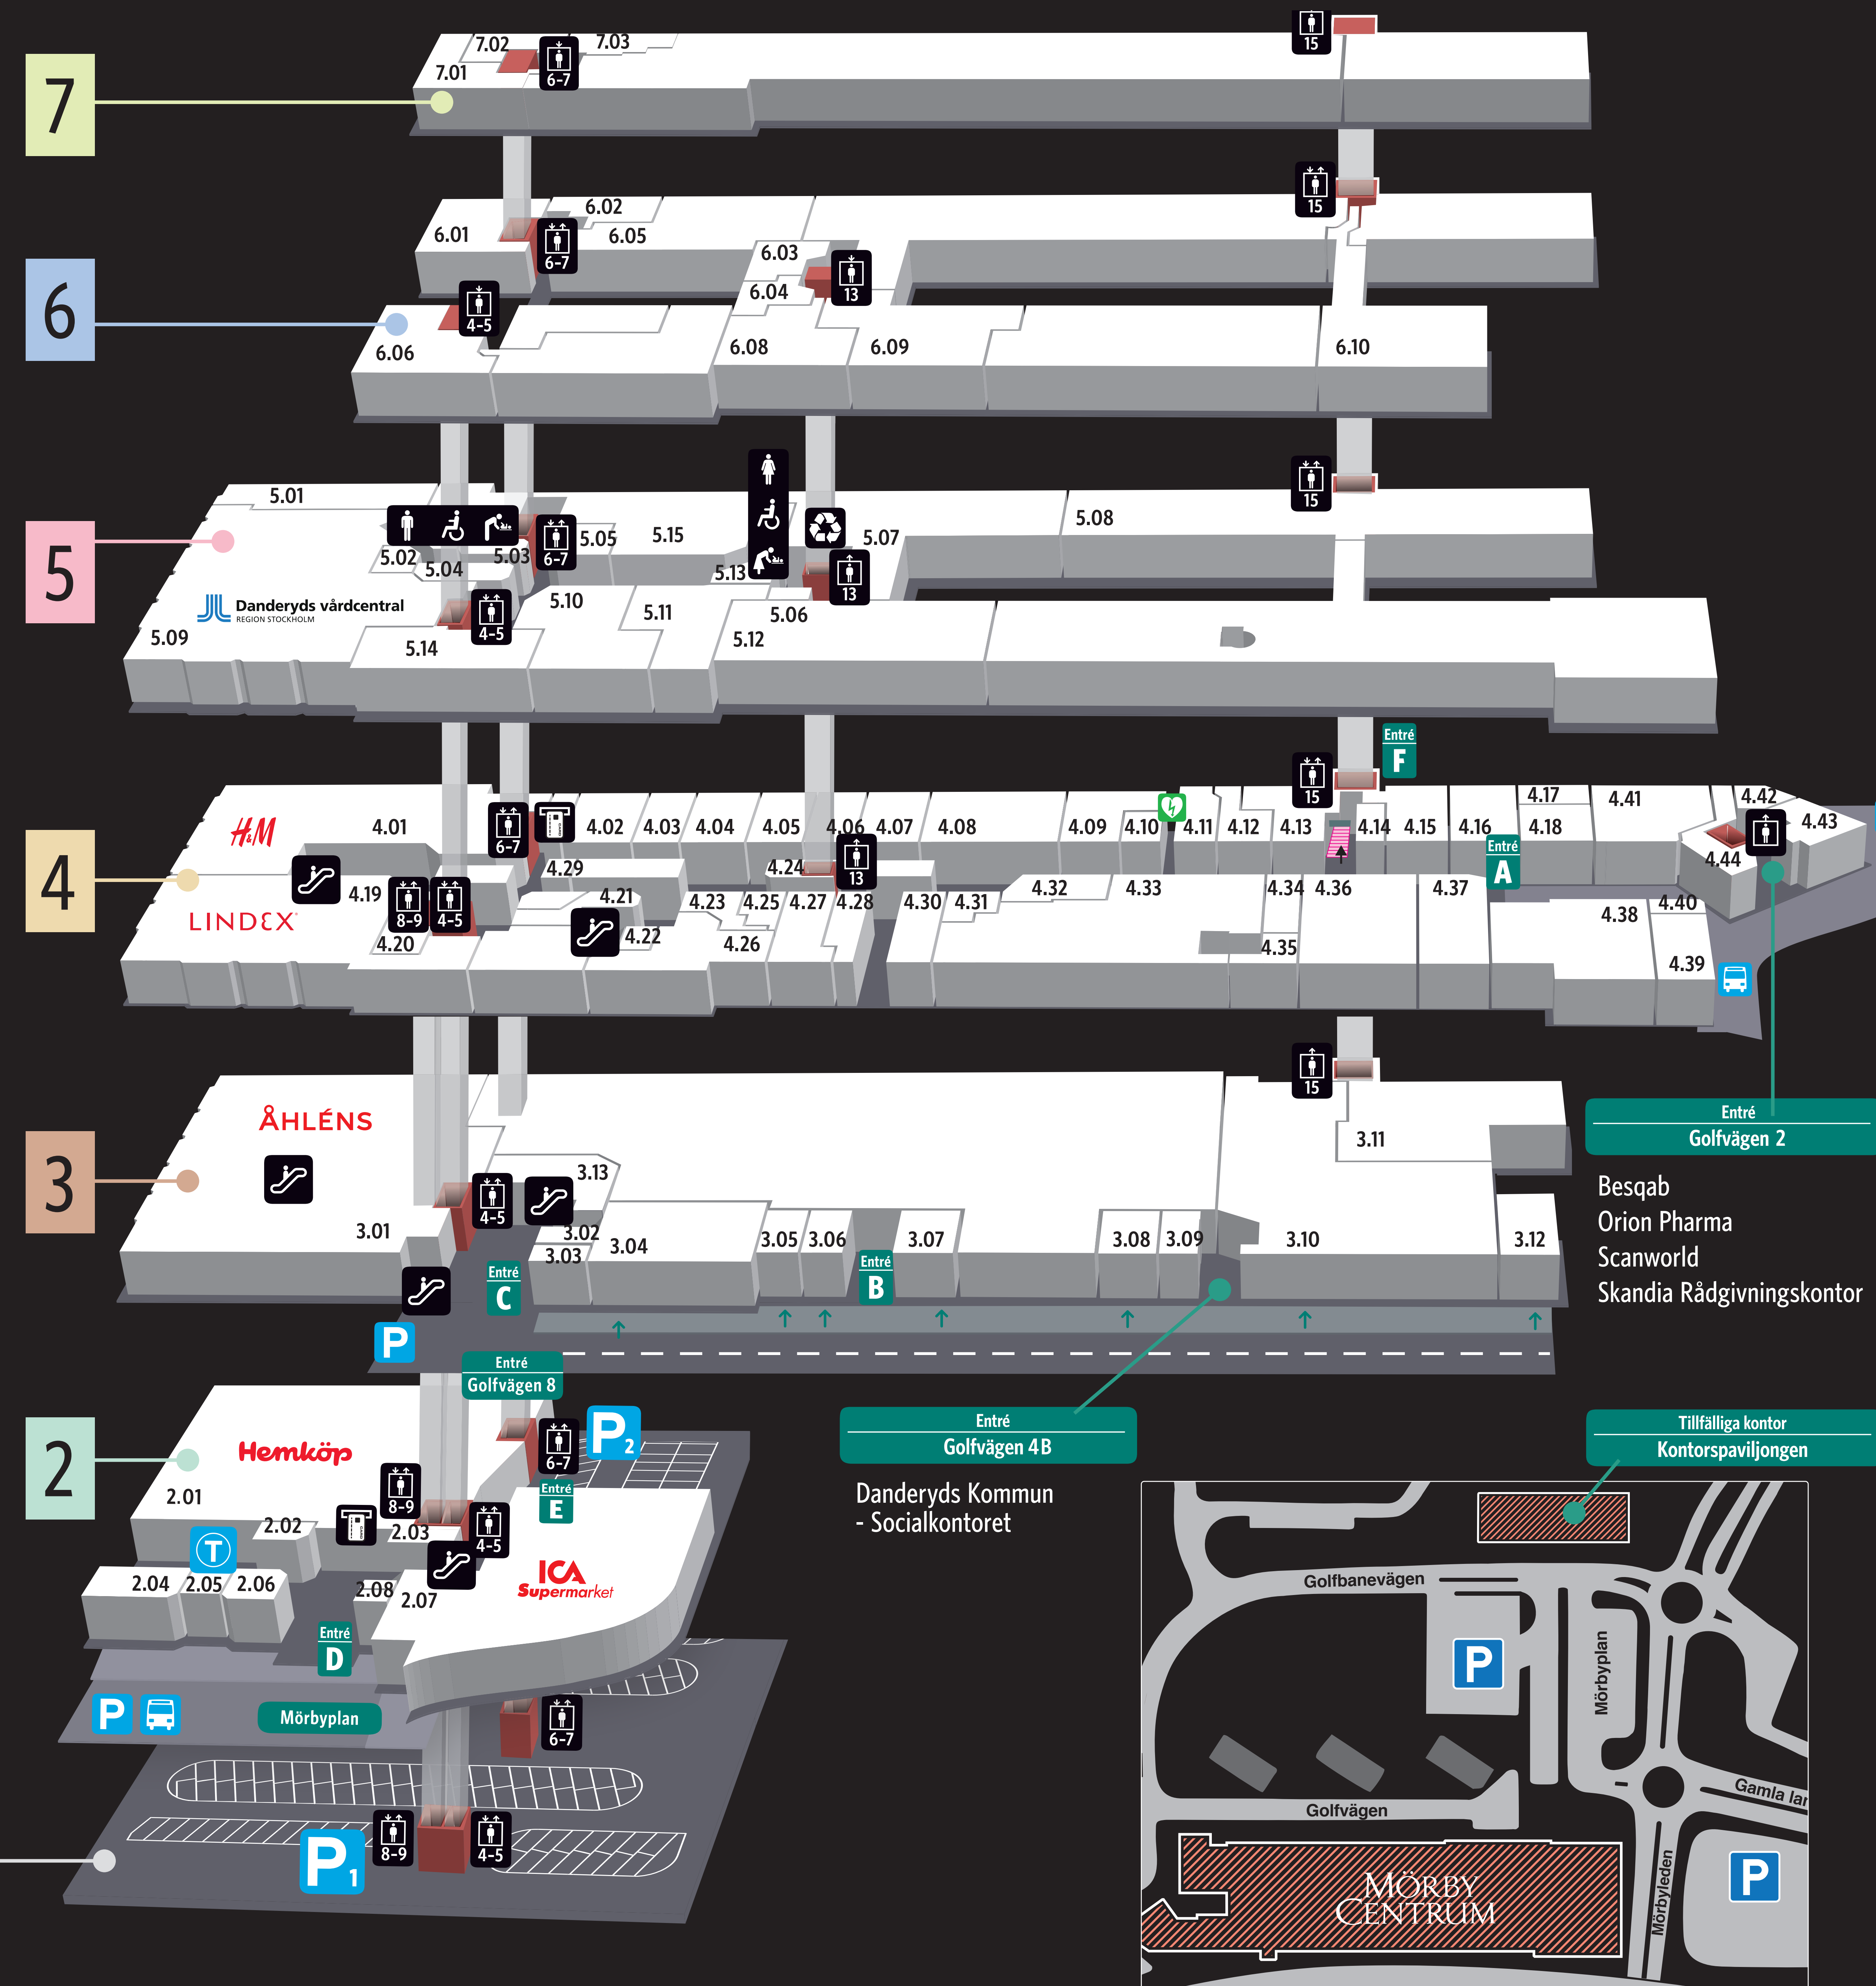 7
7.02
7.03
7.01
6-7
15
6
6.02
6.01
6.05
6-7
15
6.03
6.04
13
4-5
6.06
6.08
6.09
6.10
5
5.01
5.02
5.03
5.04
6-7
5.05
5.15
5.07
5.08
15
5.13
13
Danderyds vårdcentral
REGION STOCKHOLM
5.09
4-5
5.10
5.11
5.06
5.12
5.14
4
H&M
4.01
6-7
4.02
4.03
4.04
4.05
4.06
4.07
4.08
4.09
4.10
4.11
4.12
4.13
15
Entré
F
4.14
4.15
4.16
4.17
4.18
4.41
4.42
4.43
4.44
Entré
A
4.29
4.24
13
LINDEX
4.19
8-9
4-5
4.20
4.21
4.22
4.23
4.25
4.26
4.27
4.28
4.30
4.31
4.32
4.33
4.34
4.35
4.36
4.37
4.38
4.40
4.39
3
ÅHLÉNS
3.01
4-5
3.13
3.02
3.03
3.04
3.05
3.06
3.07
3.08
3.09
3.10
15
3.11
3.12
Entré
C
Entré
B
P
Entré
Golfvägen 2
Besqab
Orion Pharma
Scanworld
Skandia Rådgivningskontor
Entré
Golfvägen 8
Entré
Golfvägen 4B
Danderyds Kommun
- Socialkontoret
2
Hemköp
2.01
6-7
P2
Entré
E
8-9
4-5
2.02
2.03
T
2.04
2.05
2.06
2.08
2.07
ICA
Supermarket
Entré
D
P
Mörbyplan
6-7
P1
8-9
4-5
Tillfälliga kontor
Kontorspaviljongen
Golfbanevägen
P
Mörbyplan
Golfvägen
Gamla lan
Mörbyleden
P
MÖRBY
CENTRUM